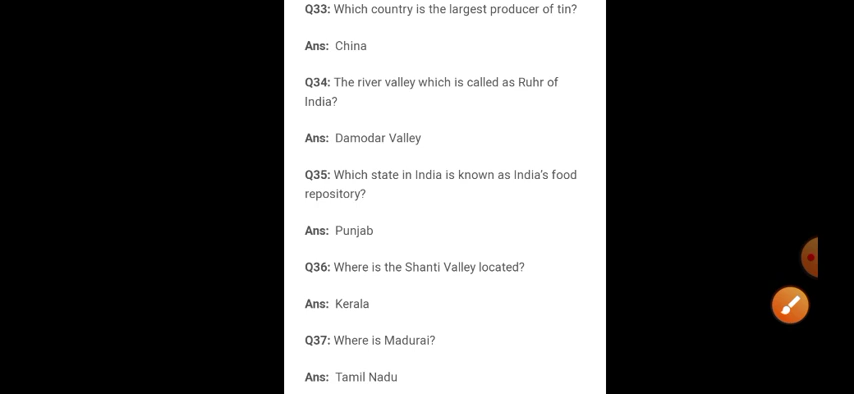 Q33: Which country is the largest producer of tin?
Ans: China
Q34: The river valley which is called as Ruhr of
India?
Ans: Damodar Valley
Q35: Which state in India is known as India's food
repository?
Ans: Punjab
Q36: Where is the Shanti Valley located?
Ans: Kerala
Q37: Where is Madurai?
Ans: Tamil Nadu